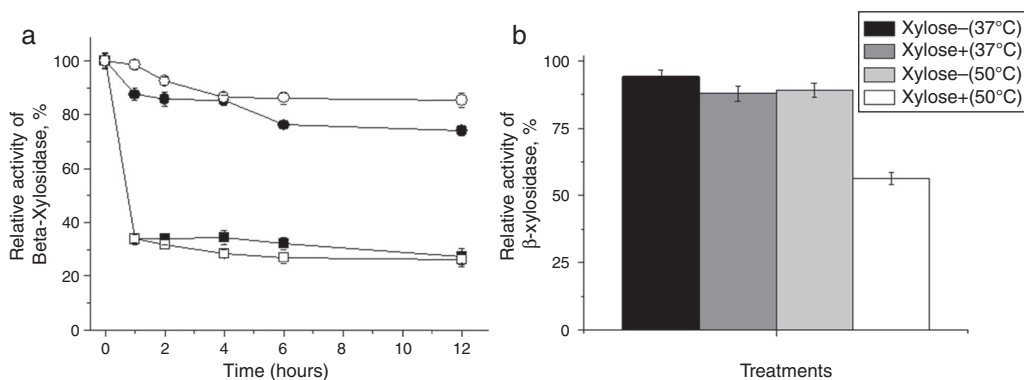 a
Relative activity of
Beta-Xylosidase, %
100
80
60
40
20
0
0 2 4 6 8 10 12
Time (hours)
b
Relative activity of
β-xylosidase, %
100
75
50
25
0
Treatments
Xylose–(37°C)
Xylose+(37°C)
Xylose–(50°C)
Xylose+(50°C)